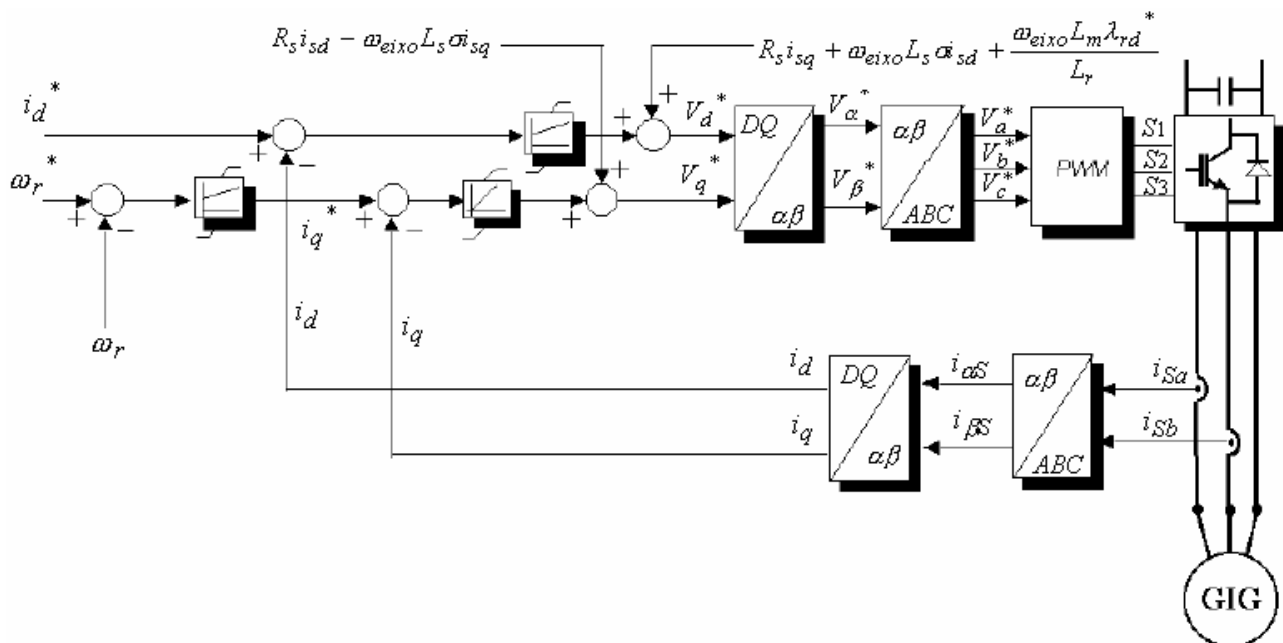 R_s i_sd − ω_eixo L_s σi_sq
R_s i_sq + ω_eixo L_s σi_sd + ω_eixo L_m λ_rd* / L_r
i_d*
+
−
+
+
V_d*
DQ
αβ
V_α*
V_β*
αβ
ABC
V_a*
V_b*
V_c*
PWM
S1
S2
S3
ω_r*
+
−
i_q*
+
−
+
+
V_q*
ω_r
i_d
i_q
i_d
i_q
DQ
αβ
i_αS
i_βS
αβ
ABC
i_Sa
i_Sb
GIG